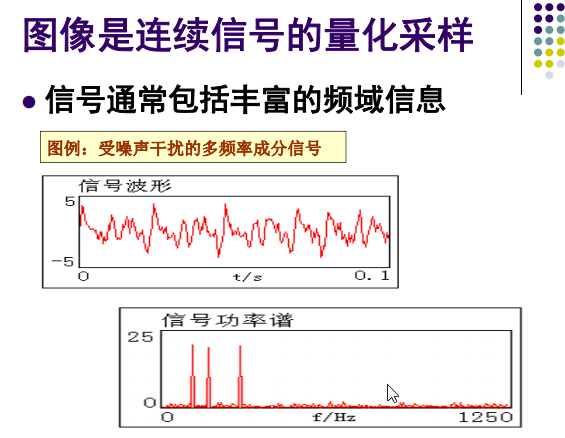 图像是连续信号的量化采样
信号通常包括丰富的频域信息
图例：受噪声干扰的多频率成分信号
信号波形
5
-5
0 t/s 0.1
信号功率谱
25
0
0 f/Hz 1250